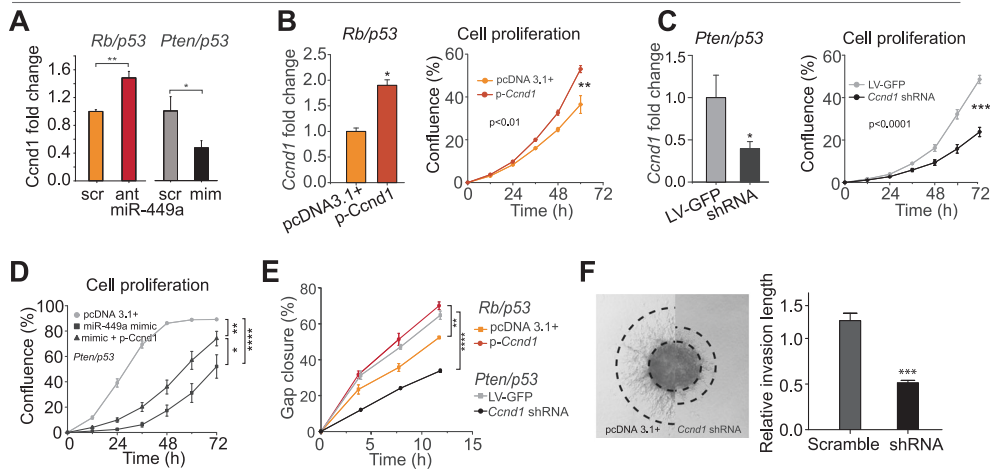 A
Rb/p53 Pten/p53
Ccnd1 fold change
1.6
1.2
0.8
0.4
0
**
*
scr ant scr mim
miR-449a
B
Rb/p53
Ccnd1 fold change
2.0
1.5
1.0
0.5
0
*
pcDNA3.1+
p-Ccnd1
Cell proliferation
Confluence (%)
60
40
20
0
pcDNA 3.1+
p-Ccnd1
p<0.01
**
0 24 48 60 72
Time (h)
C
Pten/p53
Ccnd1 fold change
1.5
1.0
0.5
0
*
LV-GFP
shRNA
Cell proliferation
Confluence (%)
60
40
20
0
LV-GFP
Ccnd1 shRNA
p<0.0001
***
0 24 48 72
Time (h)
D
Cell proliferation
Confluence (%)
100
80
60
40
20
0
pcDNA 3.1+
miR-449a mimic
mimic + p-Ccnd1
Pten/p53
**
*
****
0 24 48 72
Time (h)
E
Gap closure (%)
80
60
40
20
0
**
****
0 5 10 15
Time (h)
Rb/p53
pcDNA 3.1+
p-Ccnd1
Pten/p53
LV-GFP
Ccnd1 shRNA
F
pcDNA 3.1+ Ccnd1 shRNA
Relative invasion length
1.5
1.0
0.5
0
***
Scramble shRNA